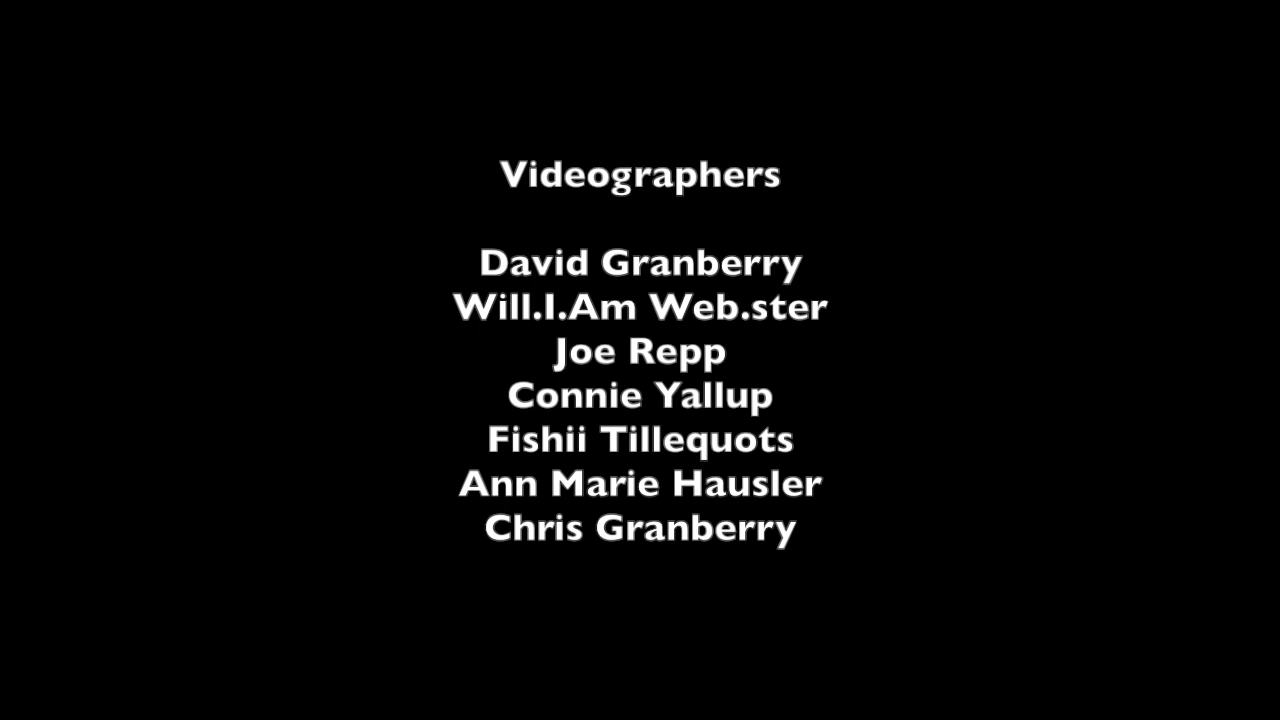 Videographers
David Granberry
Will.I.Am Web.ster
Joe Repp
Connie Yallup
Fishii Tillequots
Ann Marie Hausler
Chris Granberry